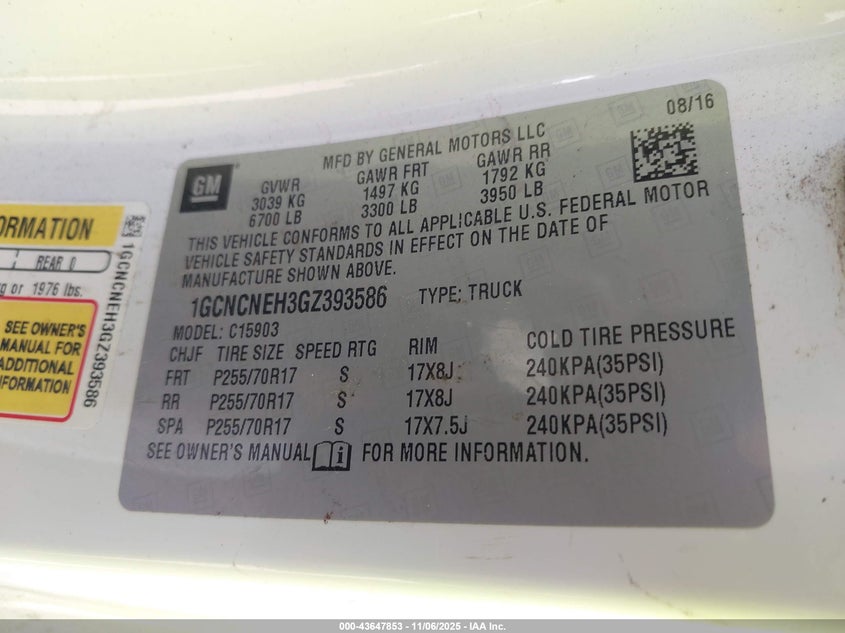 08/16
MFD BY GENERAL MOTORS LLC
GM
GVWR GAWR FRT GAWR RR
3039 KG 1497 KG 1792 KG
6700 LB 3300 LB 3950 LB
THIS VEHICLE CONFORMS TO ALL APPLICABLE U.S. FEDERAL MOTOR
VEHICLE SAFETY STANDARDS IN EFFECT ON THE DATE OF
MANUFACTURE SHOWN ABOVE.
1GCNCNEH3GZ393586 TYPE: TRUCK
MODEL: C15903
CHJF TIRE SIZE SPEED RTG RIM COLD TIRE PRESSURE
FRT P255/70R17 S 17X8J 240KPA(35PSI)
RR P255/70R17 S 17X8J 240KPA(35PSI)
SPA P255/70R17 S 17X7.5J 240KPA(35PSI)
SEE OWNER'S MANUAL i FOR MORE INFORMATION.
ORMATION
REAR 0
or 1976 lbs.
SEE OWNER'S
MANUAL FOR
ADDITIONAL
INFORMATION
1GCNCNEH3GZ393586
000-43647853 - 11/06/2025 - IAA Inc.